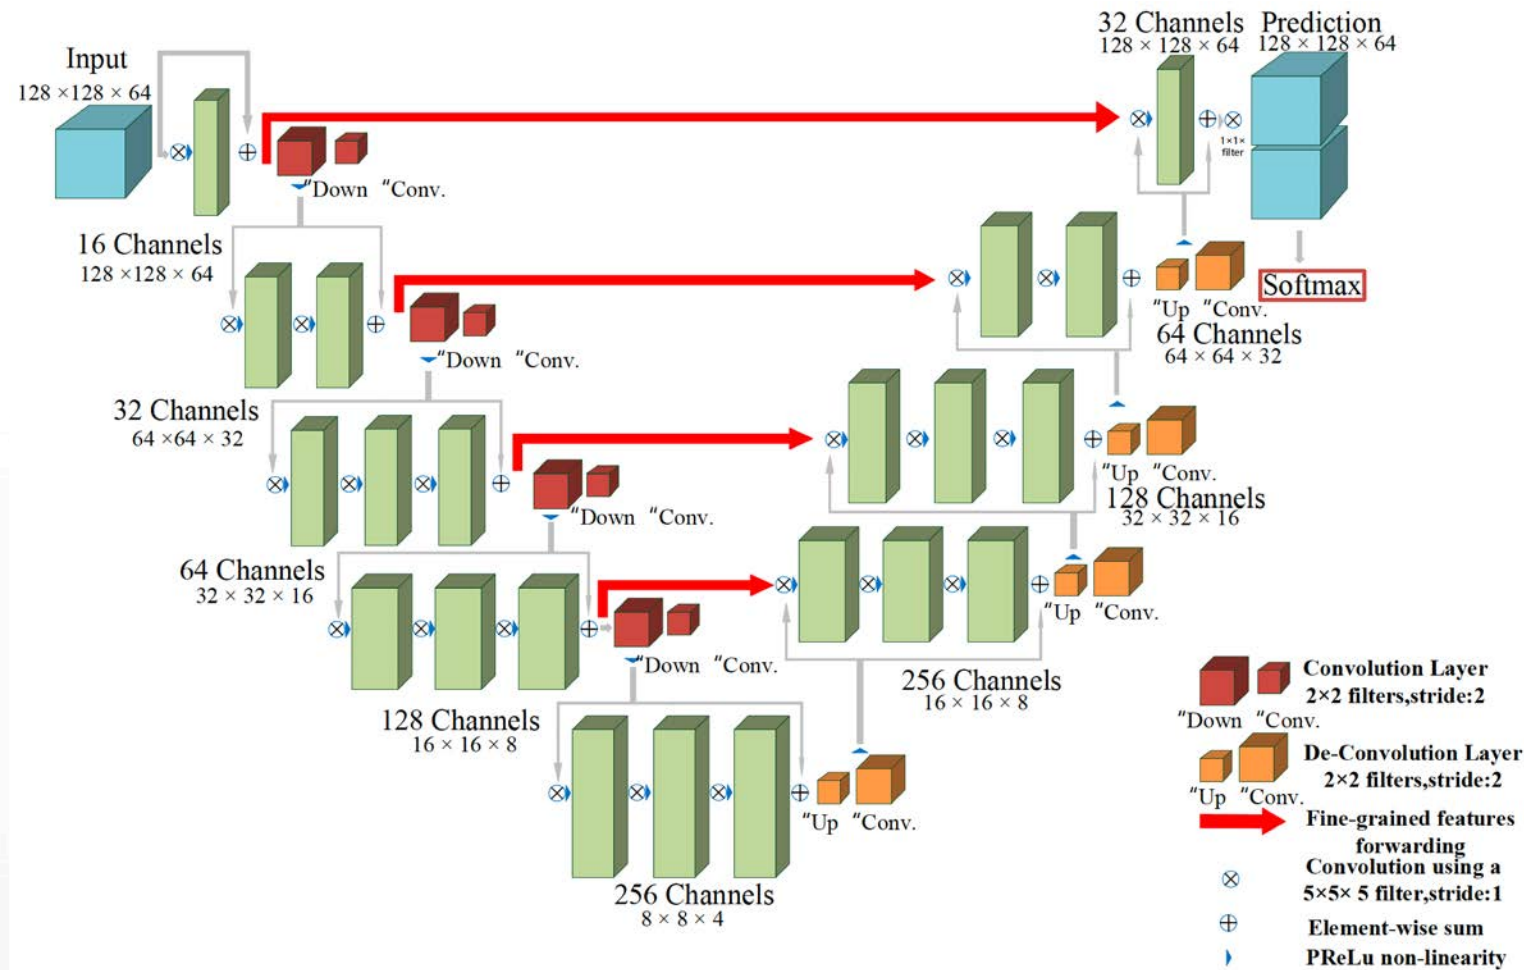 Input
128 ×128 × 64
"Down "Conv.
16 Channels
128 ×128 × 64
"Down "Conv.
32 Channels
64 ×64 × 32
"Down "Conv.
64 Channels
32 × 32 × 16
"Down "Conv.
128 Channels
16 × 16 × 8
"Up "Conv.
256 Channels
8 × 8 × 4
32 Channels
128 × 128 × 64
Prediction
128 × 128 × 64
1×1×
filter
Softmax
"Up "Conv.
64 Channels
64 × 64 × 32
"Up "Conv.
128 Channels
32 × 32 × 16
"Up "Conv.
256 Channels
16 × 16 × 8
Convolution Layer
2×2 filters,stride:2
"Down "Conv.
De-Convolution Layer
2×2 filters,stride:2
"Up "Conv.
Fine-grained features
forwarding
Convolution using a
5×5× 5 filter,stride:1
Element-wise sum
PReLu non-linearity